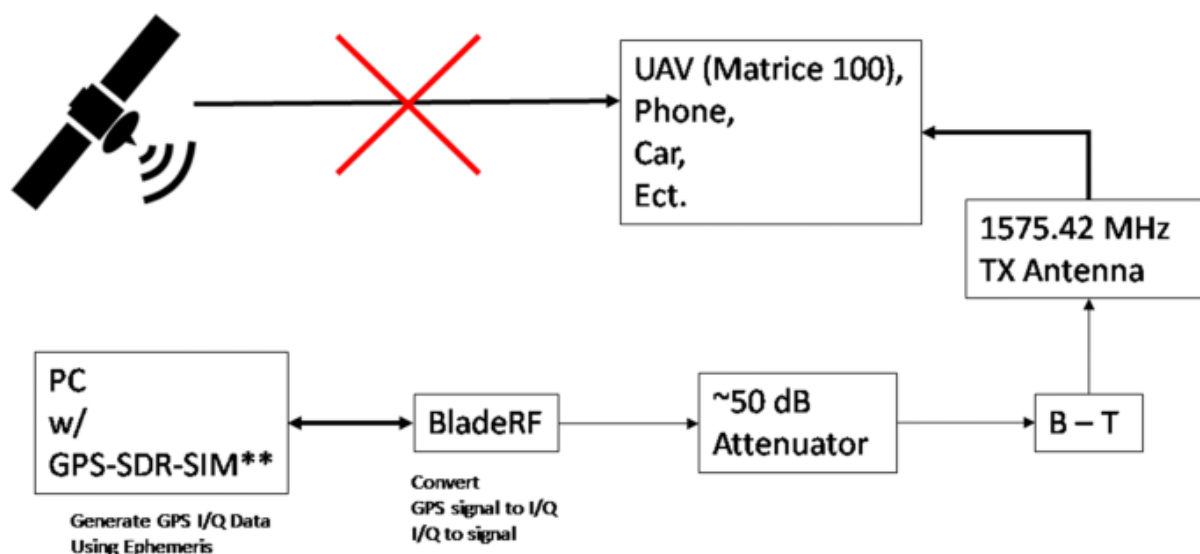 UAV (Matrice 100),
Phone,
Car,
Ect.
1575.42 MHz
TX Antenna
PC
w/
GPS-SDR-SIM**
BladeRF
~50 dB
Attenuator
B – T
Generate GPS I/Q Data
Using Ephemeris
Convert
GPS signal to I/Q
I/Q to signal